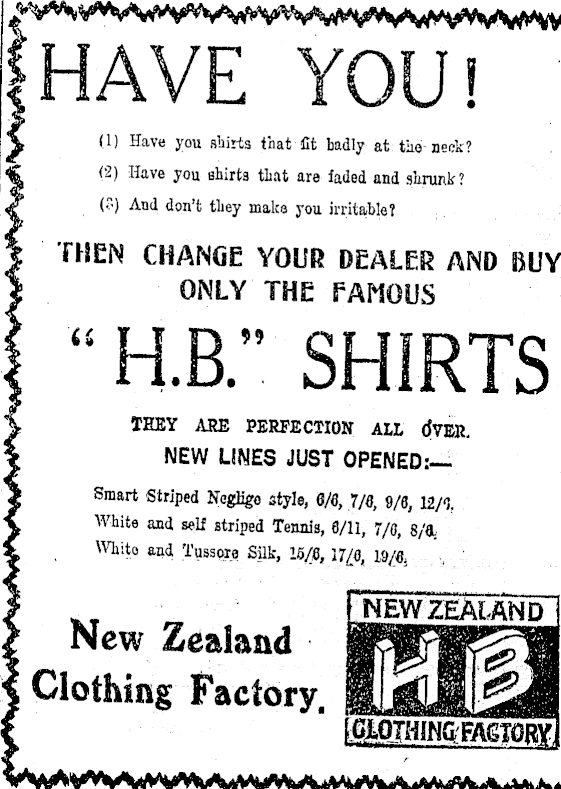 HAVE YOU!
(1) Have you shirts that fit badly at the neck?
(2) Have you shirts that are faded and shrunk?
(3) And don't they make you irritable?
THEN CHANGE YOUR DEALER AND BUY
ONLY THE FAMOUS
"H.B." SHIRTS
THEY ARE PERFECTION ALL OVER.
NEW LINES JUST OPENED:—
Smart Striped Neglige style, 6/6, 7/6, 9/6, 12/6.
White and self striped Tennis, 6/11, 7/6, 8/6.
White and Tussore Silk, 15/6, 17/6, 19/6.
New Zealand
Clothing Factory.
NEW ZEALAND
HB
CLOTHING FACTORY